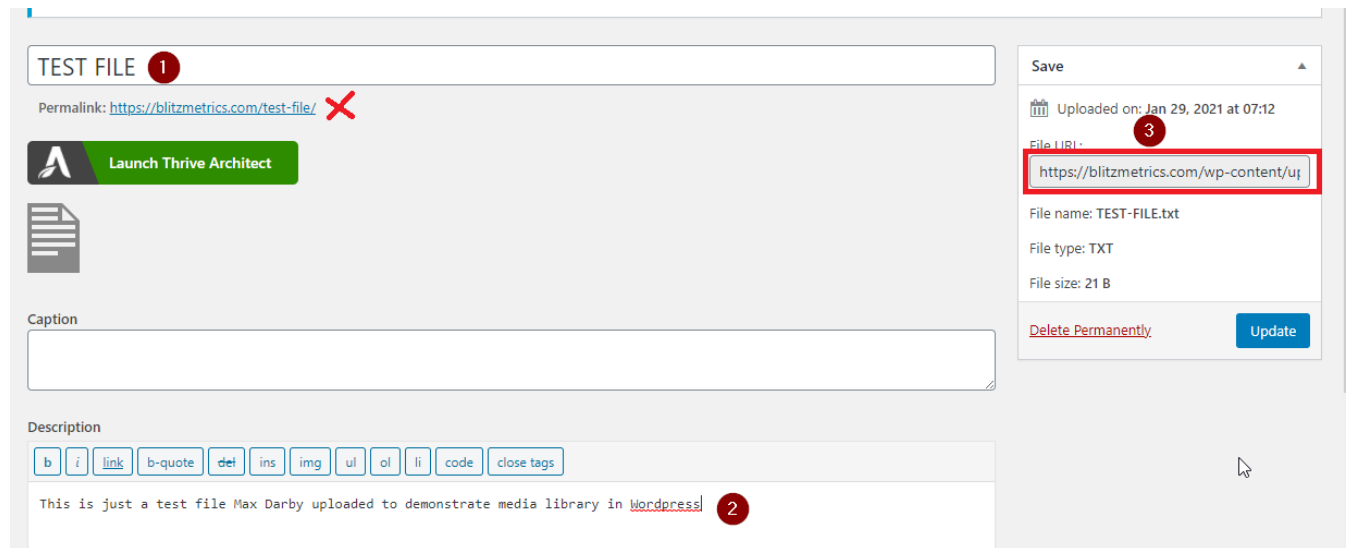 TEST FILE 1
Permalink: https://blitzmetrics.com/test-file/
Launch Thrive Architect
Caption
Description
b i link b-quote del ins img ul ol li code close tags
This is just a test file Max Darby uploaded to demonstrate media library in Wordpress 2
Save
Uploaded on: Jan 29, 2021 at 07:12
3
File URL:
https://blitzmetrics.com/wp-content/up
File name: TEST-FILE.txt
File type: TXT
File size: 21 B
Delete Permanently Update